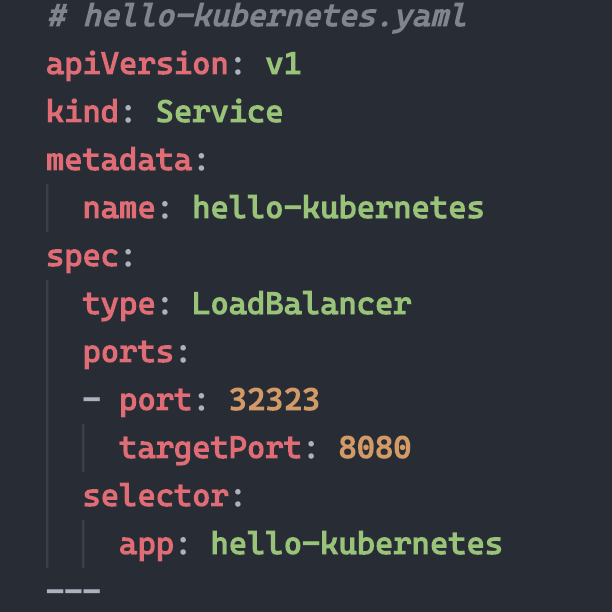 # hello-kubernetes.yaml
apiVersion: v1
kind: Service
metadata:
  name: hello-kubernetes
spec:
  type: LoadBalancer
  ports:
  - port: 32323
    targetPort: 8080
  selector:
    app: hello-kubernetes
---